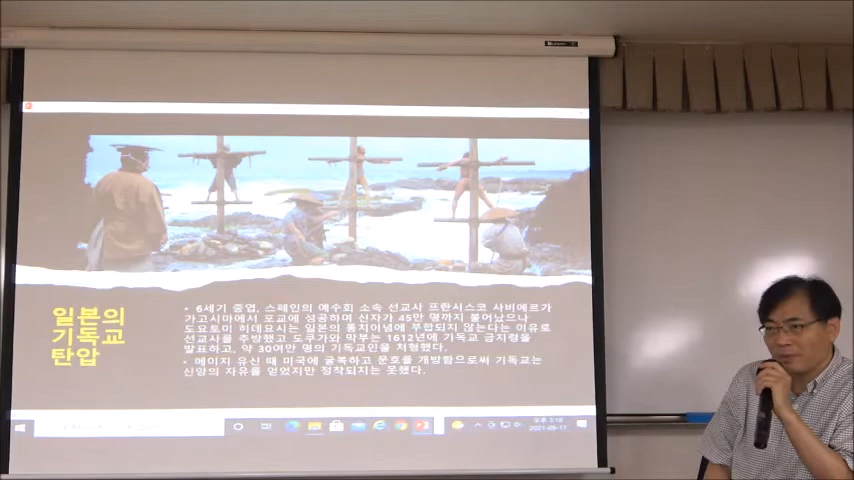 일본의
기독교
탄압
• 6세기 중엽, 스페인의 예수회 소속 선교사 프란시스코 사비에르가
가고시마에서 포교에 성공하며 신자가 45만 명까지 불어났으나
도요토미 히데요시는 일본의 통치이념에 부합되지 않는다는 이유로
선교사를 추방했고 도쿠가와 막부는 1612년에 기독교 금지령을
발표하고, 약 30여만 명의 기독교인을 처형했다.
• 메이지 유신 때 미국에 굴복하고 문호를 개방함으로써 기독교는
신앙의 자유를 얻었지만 정착되지는 못했다.
2021-09-17